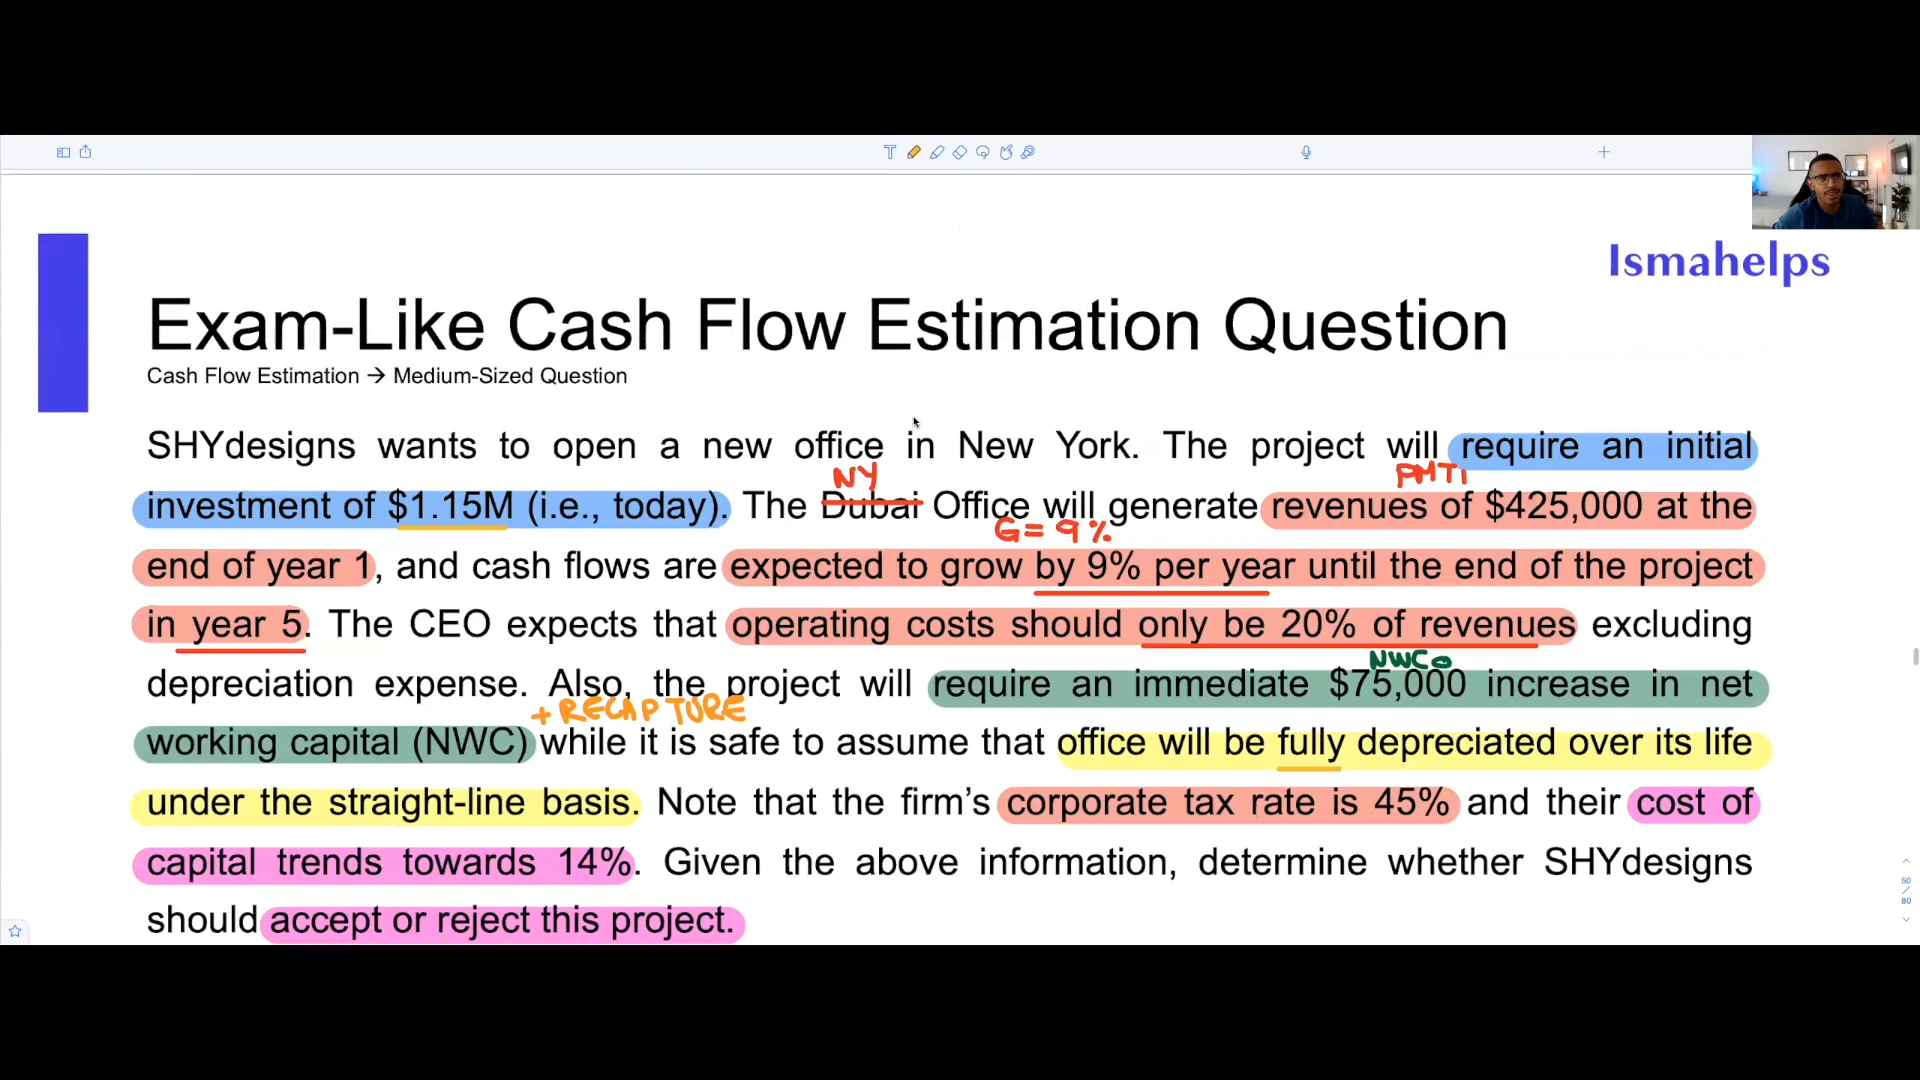 Ismahelps
Exam-Like Cash Flow Estimation Question
Cash Flow Estimation → Medium-Sized Question
SHYdesigns wants to open a new office in New York. The project will require an initial
NY PMT1
investment of $1.15M (i.e., today). The Dubai Office will generate revenues of $425,000 at the
G = 9%
end of year 1, and cash flows are expected to grow by 9% per year until the end of the project
in year 5. The CEO expects that operating costs should only be 20% of revenues excluding
NWC0
depreciation expense. Also, the project will require an immediate $75,000 increase in net
+ RECAPTURE
working capital (NWC) while it is safe to assume that office will be fully depreciated over its life
under the straight-line basis. Note that the firm’s corporate tax rate is 45% and their cost of
capital trends towards 14%. Given the above information, determine whether SHYdesigns
should accept or reject this project.
50
/
80